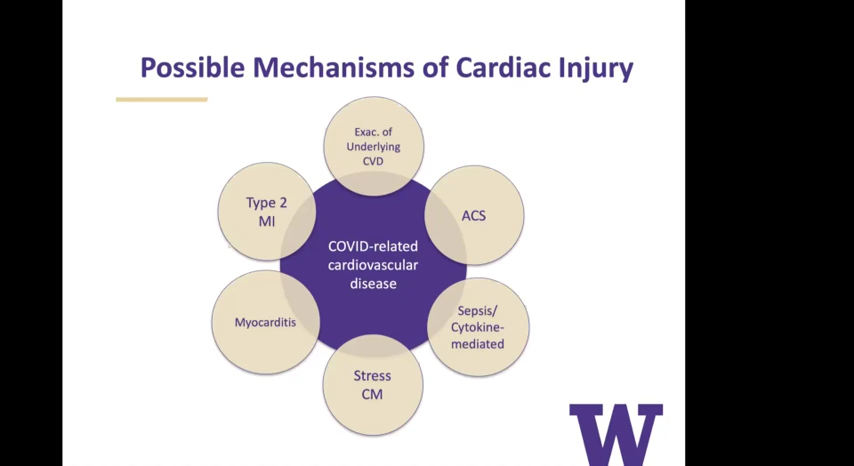 Possible Mechanisms of Cardiac Injury
Exac. of
Underlying
CVD
Type 2
MI
ACS
COVID-related
cardiovascular
disease
Myocarditis
Sepsis/
Cytokine-
mediated
Stress
CM
W